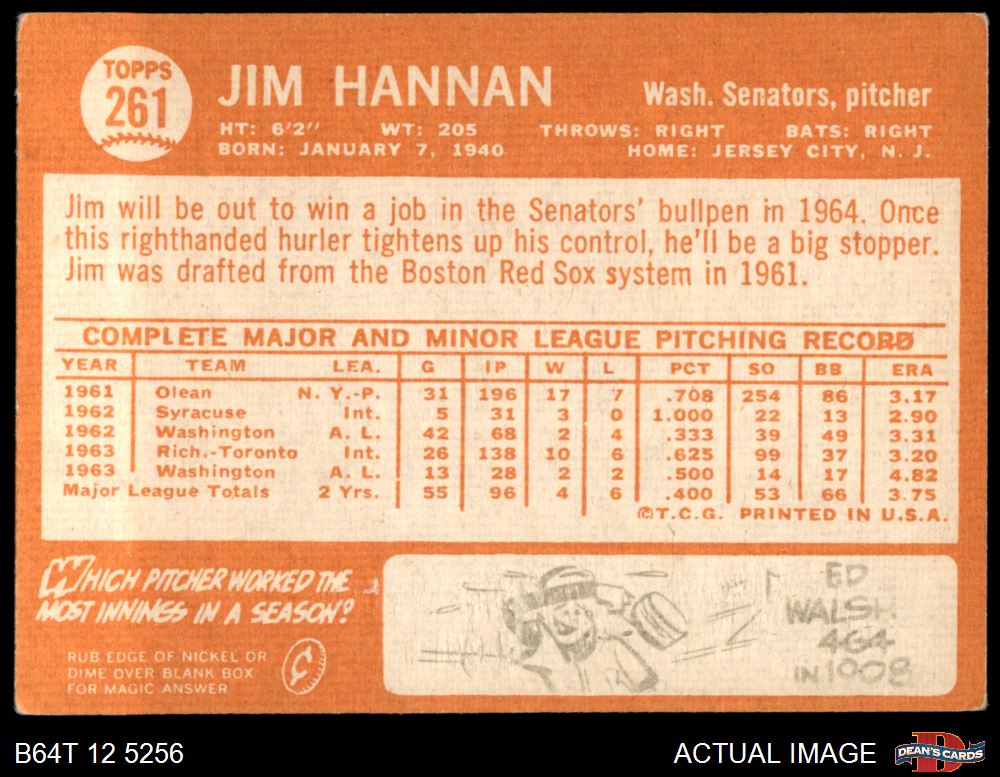 TOPPS
261
JIM HANNAN
Wash. Senators, pitcher
HT: 6'2" WT: 205 THROWS: RIGHT BATS: RIGHT
BORN: JANUARY 7, 1940 HOME: JERSEY CITY, N. J.
Jim will be out to win a job in the Senators' bullpen in 1964. Once
this righthanded hurler tightens up his control, he'll be a big stopper.
Jim was drafted from the Boston Red Sox system in 1961.
COMPLETE MAJOR AND MINOR LEAGUE PITCHING RECORD
YEAR TEAM LEA. G IP W L PCT SO BB ERA
1961 Olean N. Y.-P. 31 196 17 7 .708 254 86 3.17
1962 Syracuse Int. 5 31 3 0 1.000 22 13 2.90
1962 Washington A. L. 42 68 2 4 .333 39 49 3.31
1963 Rich.-Toronto Int. 26 138 10 6 .625 99 37 3.20
1963 Washington A. L. 13 28 2 2 .500 14 17 4.82
Major League Totals 2 Yrs. 55 96 4 6 .400 53 66 3.75
©T.C.G. PRINTED IN U.S.A.
WHICH PITCHER WORKED THE
MOST INNINGS IN A SEASON?
RUB EDGE OF NICKEL OR
DIME OVER BLANK BOX
FOR MAGIC ANSWER
ED
WALSH
464
IN 1908
B64T 12 5256
ACTUAL IMAGE
DEAN'S CARDS